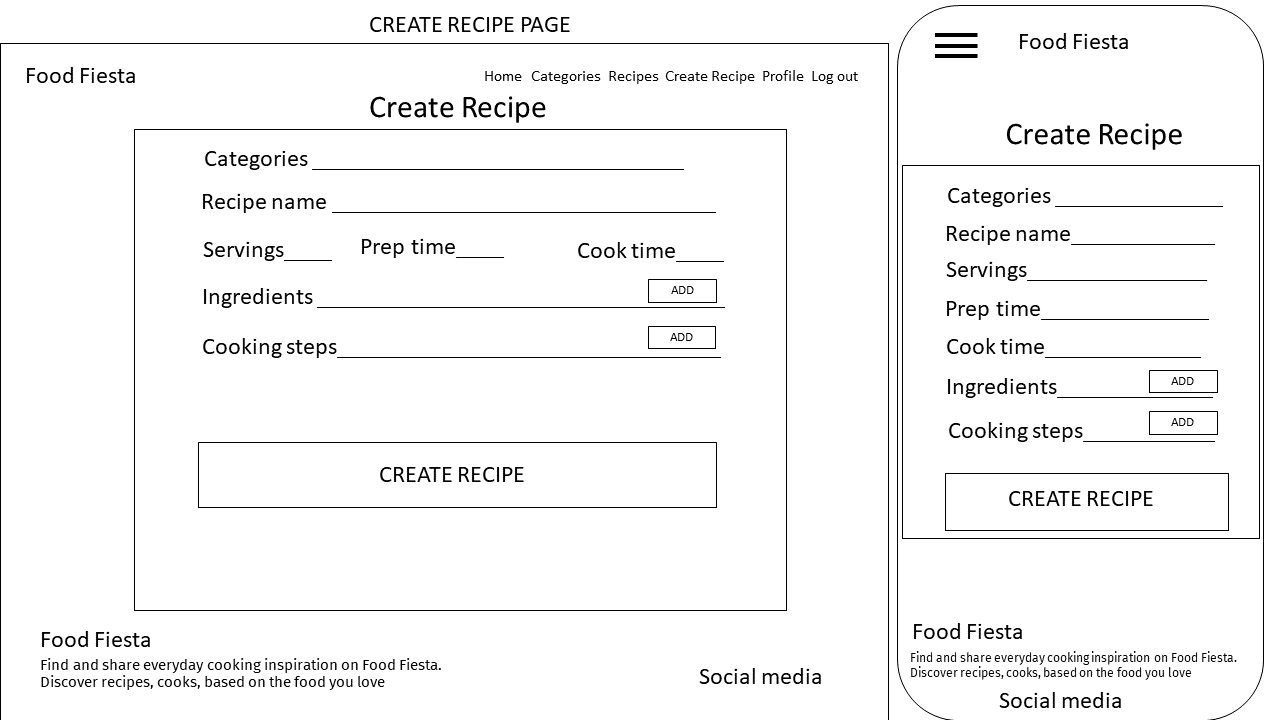 CREATE RECIPE PAGE
Food Fiesta
Home Categories Recipes Create Recipe Profile Log out
Create Recipe
Categories
Recipe name
Servings Prep time Cook time
Ingredients ADD
Cooking steps ADD
CREATE RECIPE
Food Fiesta
Find and share everyday cooking inspiration on Food Fiesta.
Discover recipes, cooks, based on the food you love
Social media
Food Fiesta
Create Recipe
Categories
Recipe name
Servings
Prep time
Cook time
Ingredients ADD
Cooking steps ADD
CREATE RECIPE
Food Fiesta
Find and share everyday cooking inspiration on Food Fiesta.
Discover recipes, cooks, based on the food you love
Social media